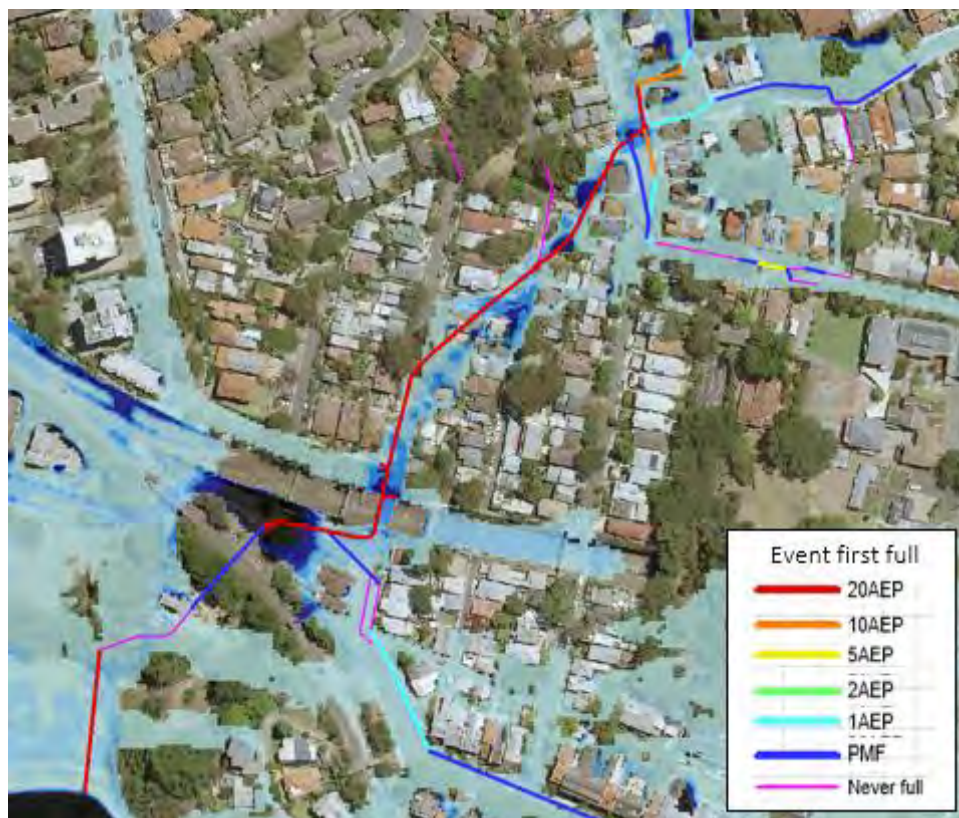 Event first full
20AEP
10AEP
5AEP
2AEP
1AEP
PMF
Never full